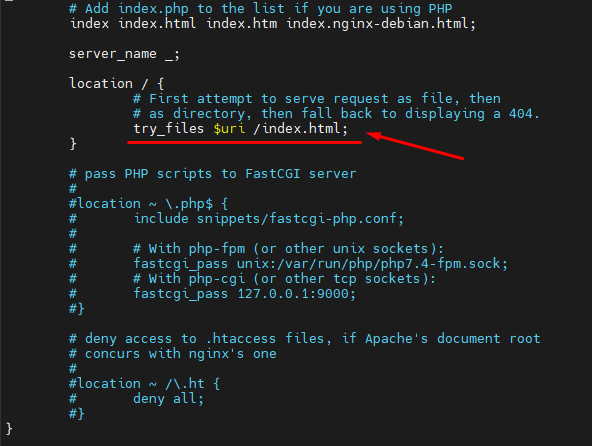 # Add index.php to the list if you are using PHP
index index.html index.htm index.nginx-debian.html;
server_name _;
location / {
# First attempt to serve request as file, then
# as directory, then fall back to displaying a 404.
try_files $uri /index.html;
}
# pass PHP scripts to FastCGI server
#
#location ~ \.php$ {
#       include snippets/fastcgi-php.conf;
#
#       # With php-fpm (or other unix sockets):
#       fastcgi_pass unix:/var/run/php/php7.4-fpm.sock;
#       # With php-cgi (or other tcp sockets):
#       fastcgi_pass 127.0.0.1:9000;
#}
# deny access to .htaccess files, if Apache's document root
# concurs with nginx's one
#
#location ~ /\.ht {
#       deny all;
#}
}